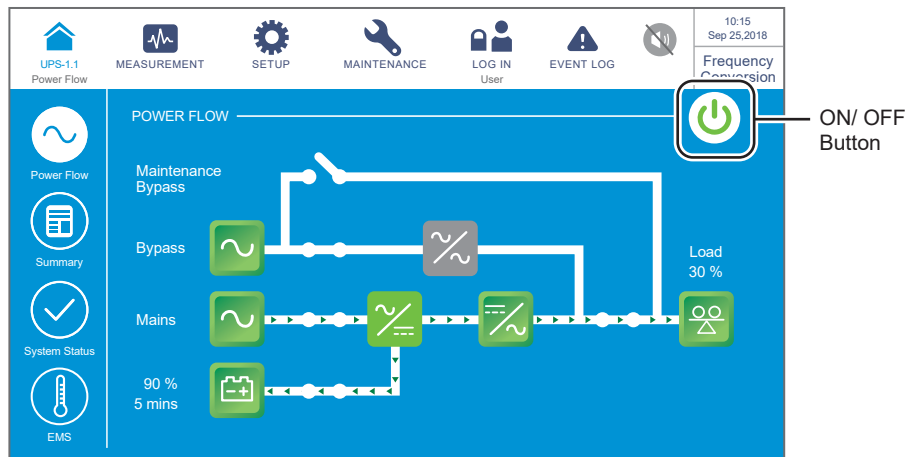 10:15
Sep 25,2018
UPS-1.1
MEASUREMENT
SETUP
MAINTENANCE
LOG IN
EVENT LOG
Power Flow
User
Frequency
Conversion
POWER FLOW
ON/ OFF
Button
Power Flow
Maintenance
Bypass
Summary
Bypass
Load
30 %
Mains
System Status
90 %
5 mins
EMS